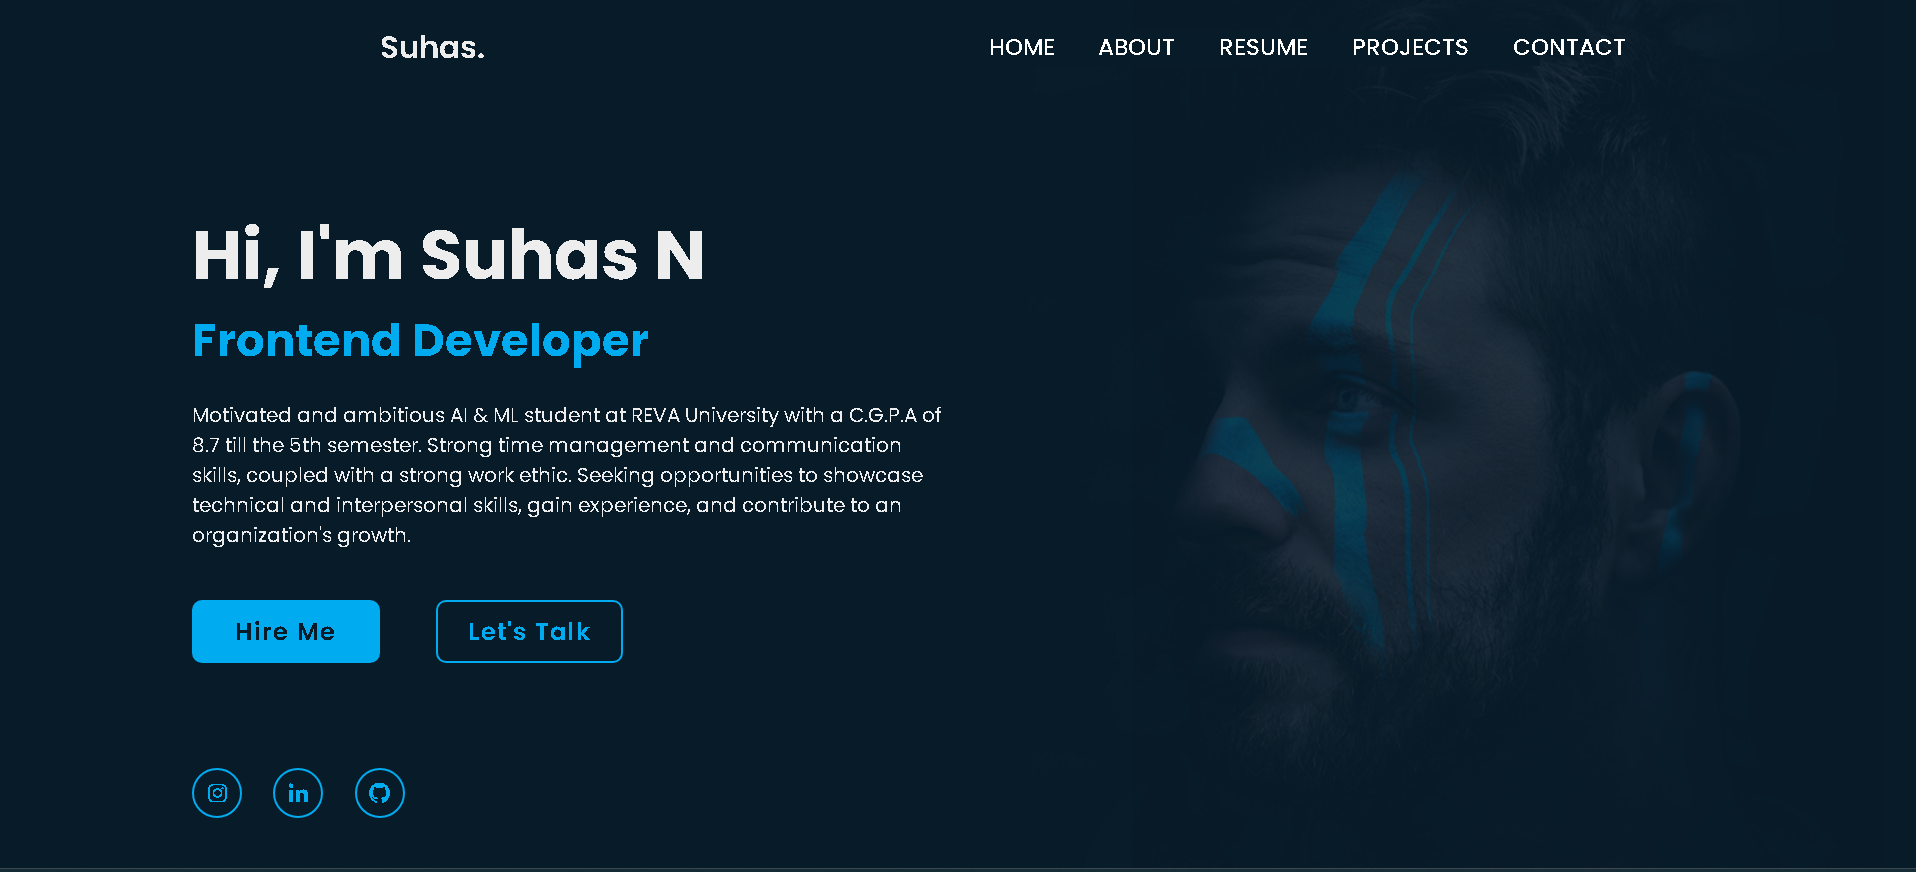 Suhas.
HOME ABOUT RESUME PROJECTS CONTACT
Hi, I'm Suhas N
Frontend Developer
Motivated and ambitious AI & ML student at REVA University with a C.G.P.A of
8.7 till the 5th semester. Strong time management and communication
skills, coupled with a strong work ethic. Seeking opportunities to showcase
technical and interpersonal skills, gain experience, and contribute to an
organization's growth.
Hire Me
Let's Talk
in